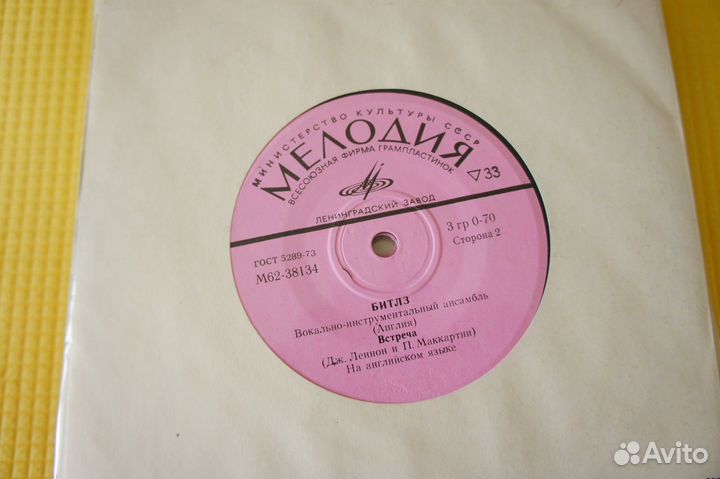 МИНИСТЕРСТВО КУЛЬТУРЫ СССР
МЕЛОДИЯ
ВСЕСОЮЗНАЯ ФИРМА ГРАМПЛАСТИНОК
▽33
ЛЕНИНГРАДСКИЙ ЗАВОД
ГОСТ 5289-73
М62-38134
3 гр 0-70
Сторона 2
БИТЛЗ
Вокально-инструментальный ансамбль
(Англия)
Встреча
(Дж. Леннон и П. Маккартни)
На английском языке
Avito